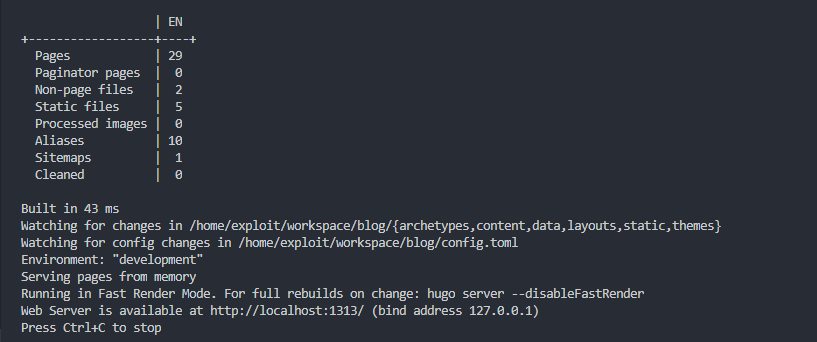 | EN
+------------------+----+
  Pages            | 29
  Paginator pages  |  0
  Non-page files   |  2
  Static files     |  5
  Processed images |  0
  Aliases          | 10
  Sitemaps         |  1
  Cleaned          |  0

Built in 43 ms
Watching for changes in /home/exploit/workspace/blog/{archetypes,content,data,layouts,static,themes}
Watching for config changes in /home/exploit/workspace/blog/config.toml
Environment: "development"
Serving pages from memory
Running in Fast Render Mode. For full rebuilds on change: hugo server --disableFastRender
Web Server is available at http://localhost:1313/ (bind address 127.0.0.1)
Press Ctrl+C to stop